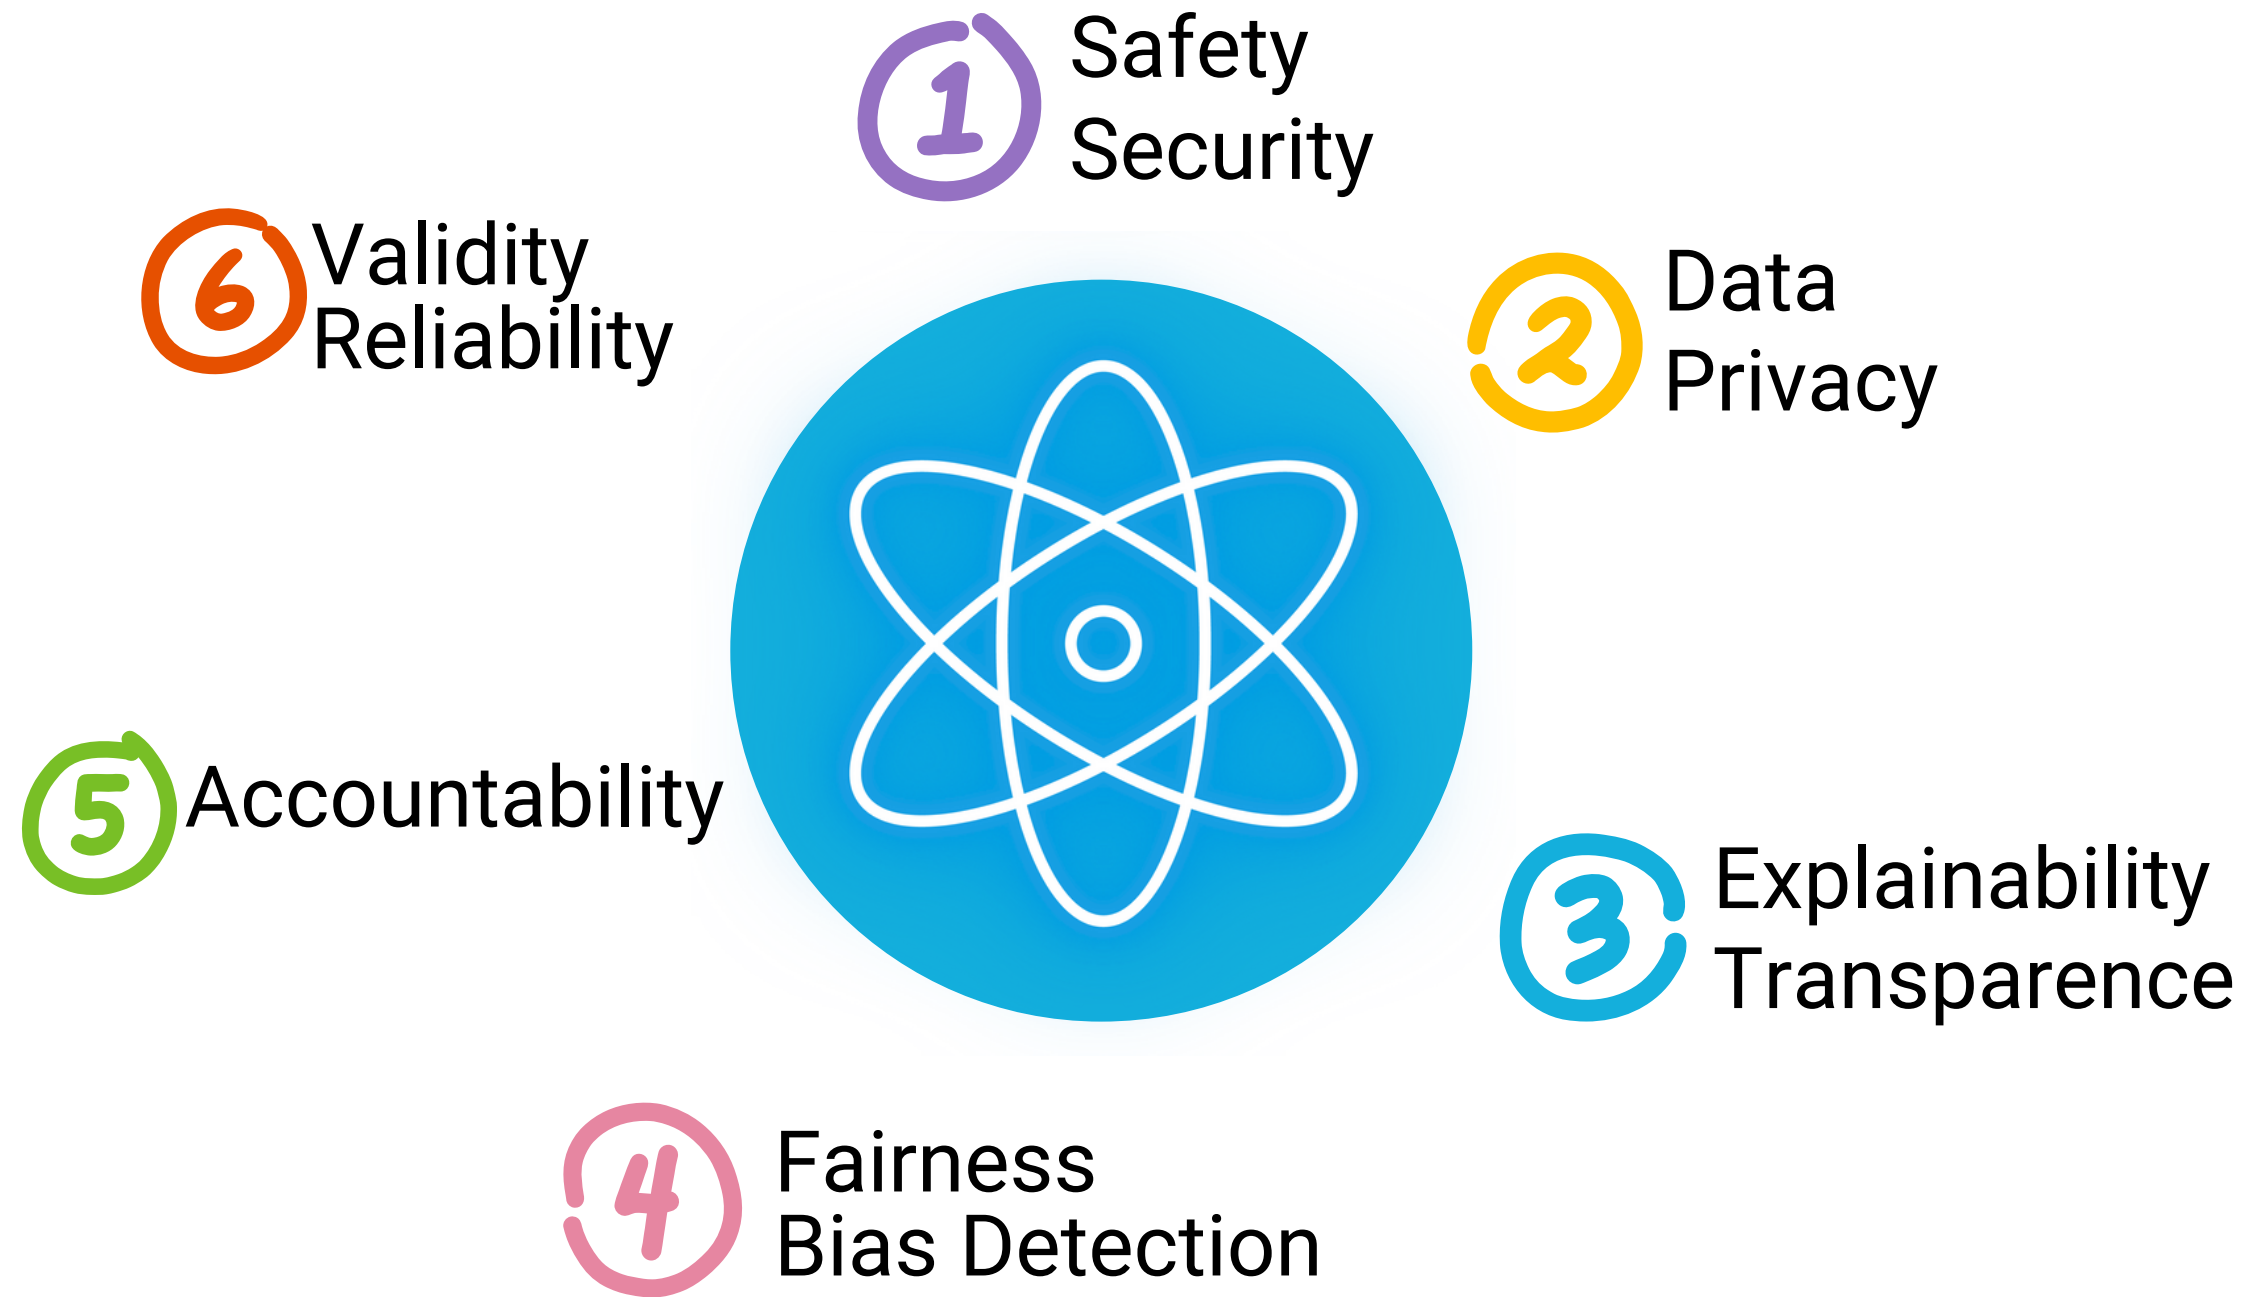 1
Safety
Security
2
Data
Privacy
3
Explainability
Transparence
4
Fairness
Bias Detection
5
Accountability
6
Validity
Reliability